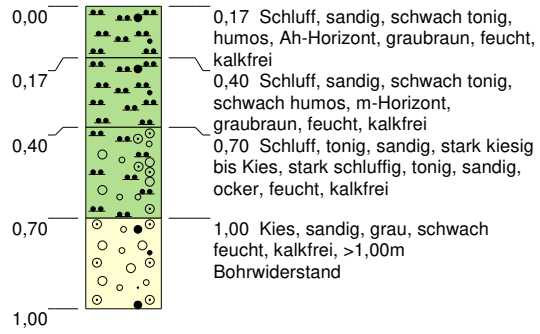 0,00
0,17 Schluff, sandig, schwach tonig,
humos, Ah-Horizont, graubraun, feucht,
kalkfrei
0,17
0,40 Schluff, sandig, schwach tonig,
schwach humos, m-Horizont,
graubraun, feucht, kalkfrei
0,40
0,70 Schluff, tonig, sandig, stark kiesig
bis Kies, stark schluffig, tonig, sandig,
ocker, feucht, kalkfrei
0,70
1,00 Kies, sandig, grau, schwach
feucht, kalkfrei, >1,00m
Bohrwiderstand
1,00